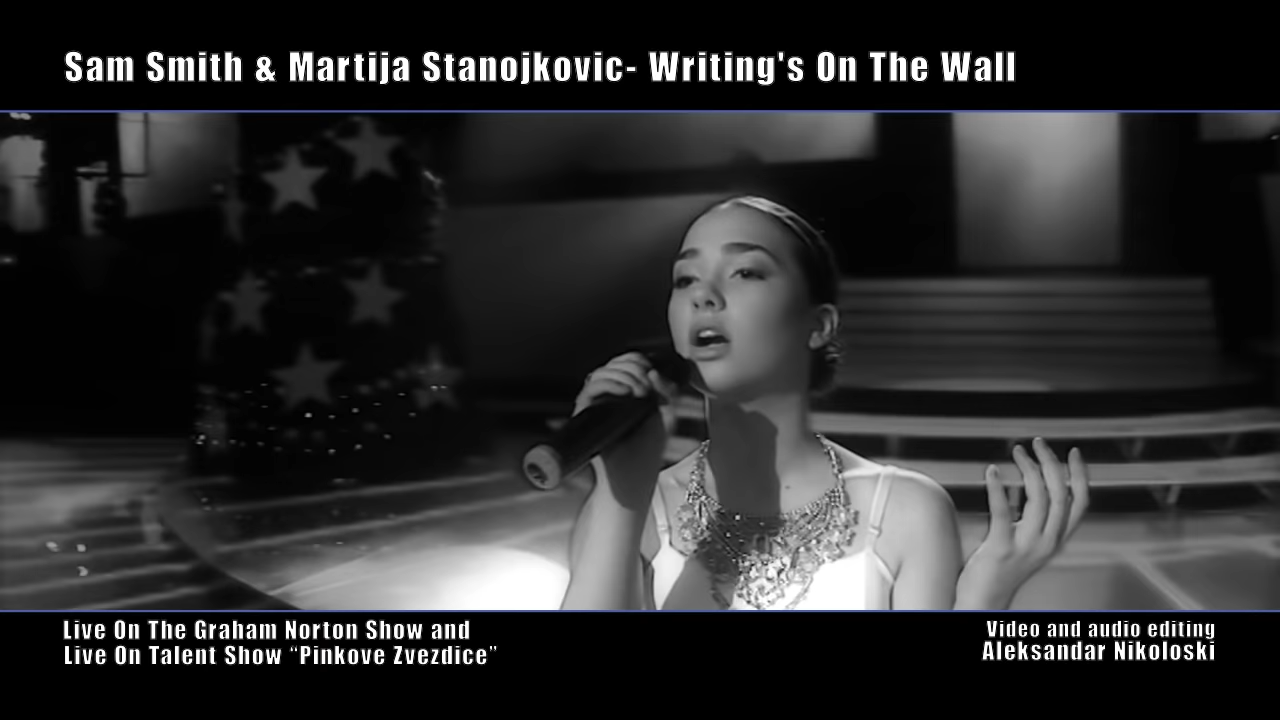 Sam Smith & Martija Stanojkovic- Writing's On The Wall
Live On The Graham Norton Show and
Live On Talent Show “Pinkove Zvezdice”
Video and audio editing
Aleksandar Nikoloski